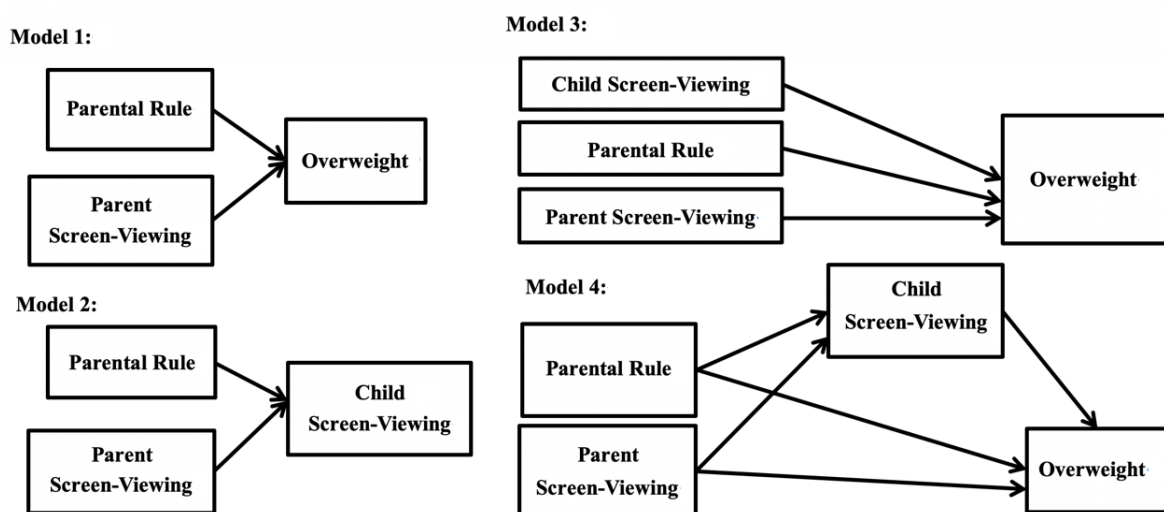 Model 1:
Parental Rule
Parent
Screen-Viewing
Overweight
Model 2:
Parental Rule
Parent
Screen-Viewing
Child
Screen-Viewing
Model 3:
Child Screen-Viewing
Parental Rule
Parent Screen-Viewing
Overweight
Model 4:
Parental Rule
Parent
Screen-Viewing
Child
Screen-Viewing
Overweight